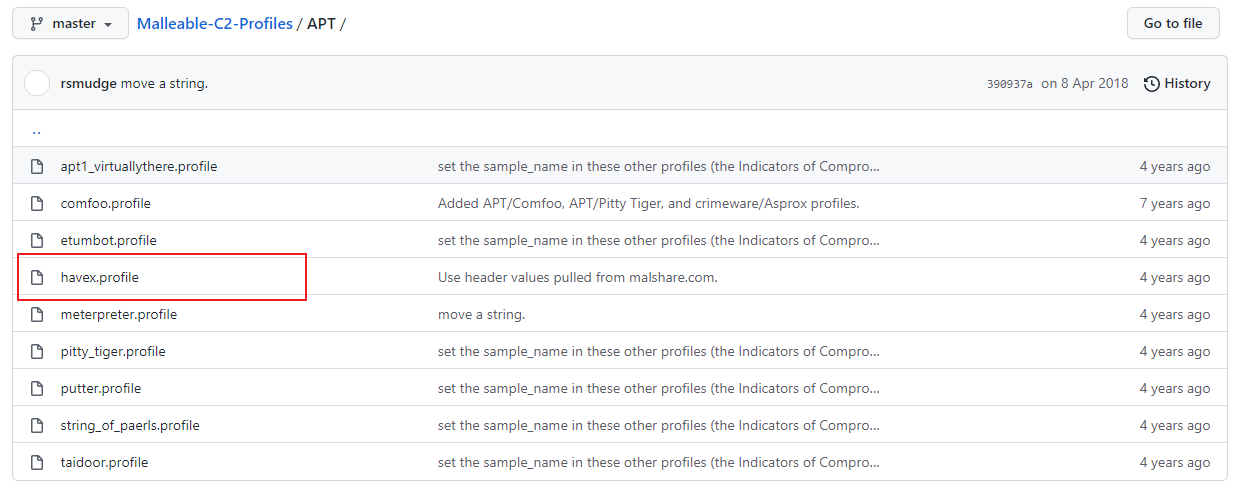 master Malleable-C2-Profiles / APT / Go to file
rsmudge move a string. 390937a on 8 Apr 2018 History
..
apt1_virtuallythere.profile set the sample_name in these other profiles (the Indicators of Compro... 4 years ago
comfoo.profile Added APT/Comfoo, APT/Pitty Tiger, and crimeware/Asprox profiles. 7 years ago
etumbot.profile set the sample_name in these other profiles (the Indicators of Compro... 4 years ago
havex.profile Use header values pulled from malshare.com. 4 years ago
meterpreter.profile move a string. 4 years ago
pitty_tiger.profile set the sample_name in these other profiles (the Indicators of Compro... 4 years ago
putter.profile set the sample_name in these other profiles (the Indicators of Compro... 4 years ago
string_of_paerls.profile set the sample_name in these other profiles (the Indicators of Compro... 4 years ago
taidoor.profile set the sample_name in these other profiles (the Indicators of Compro... 4 years ago